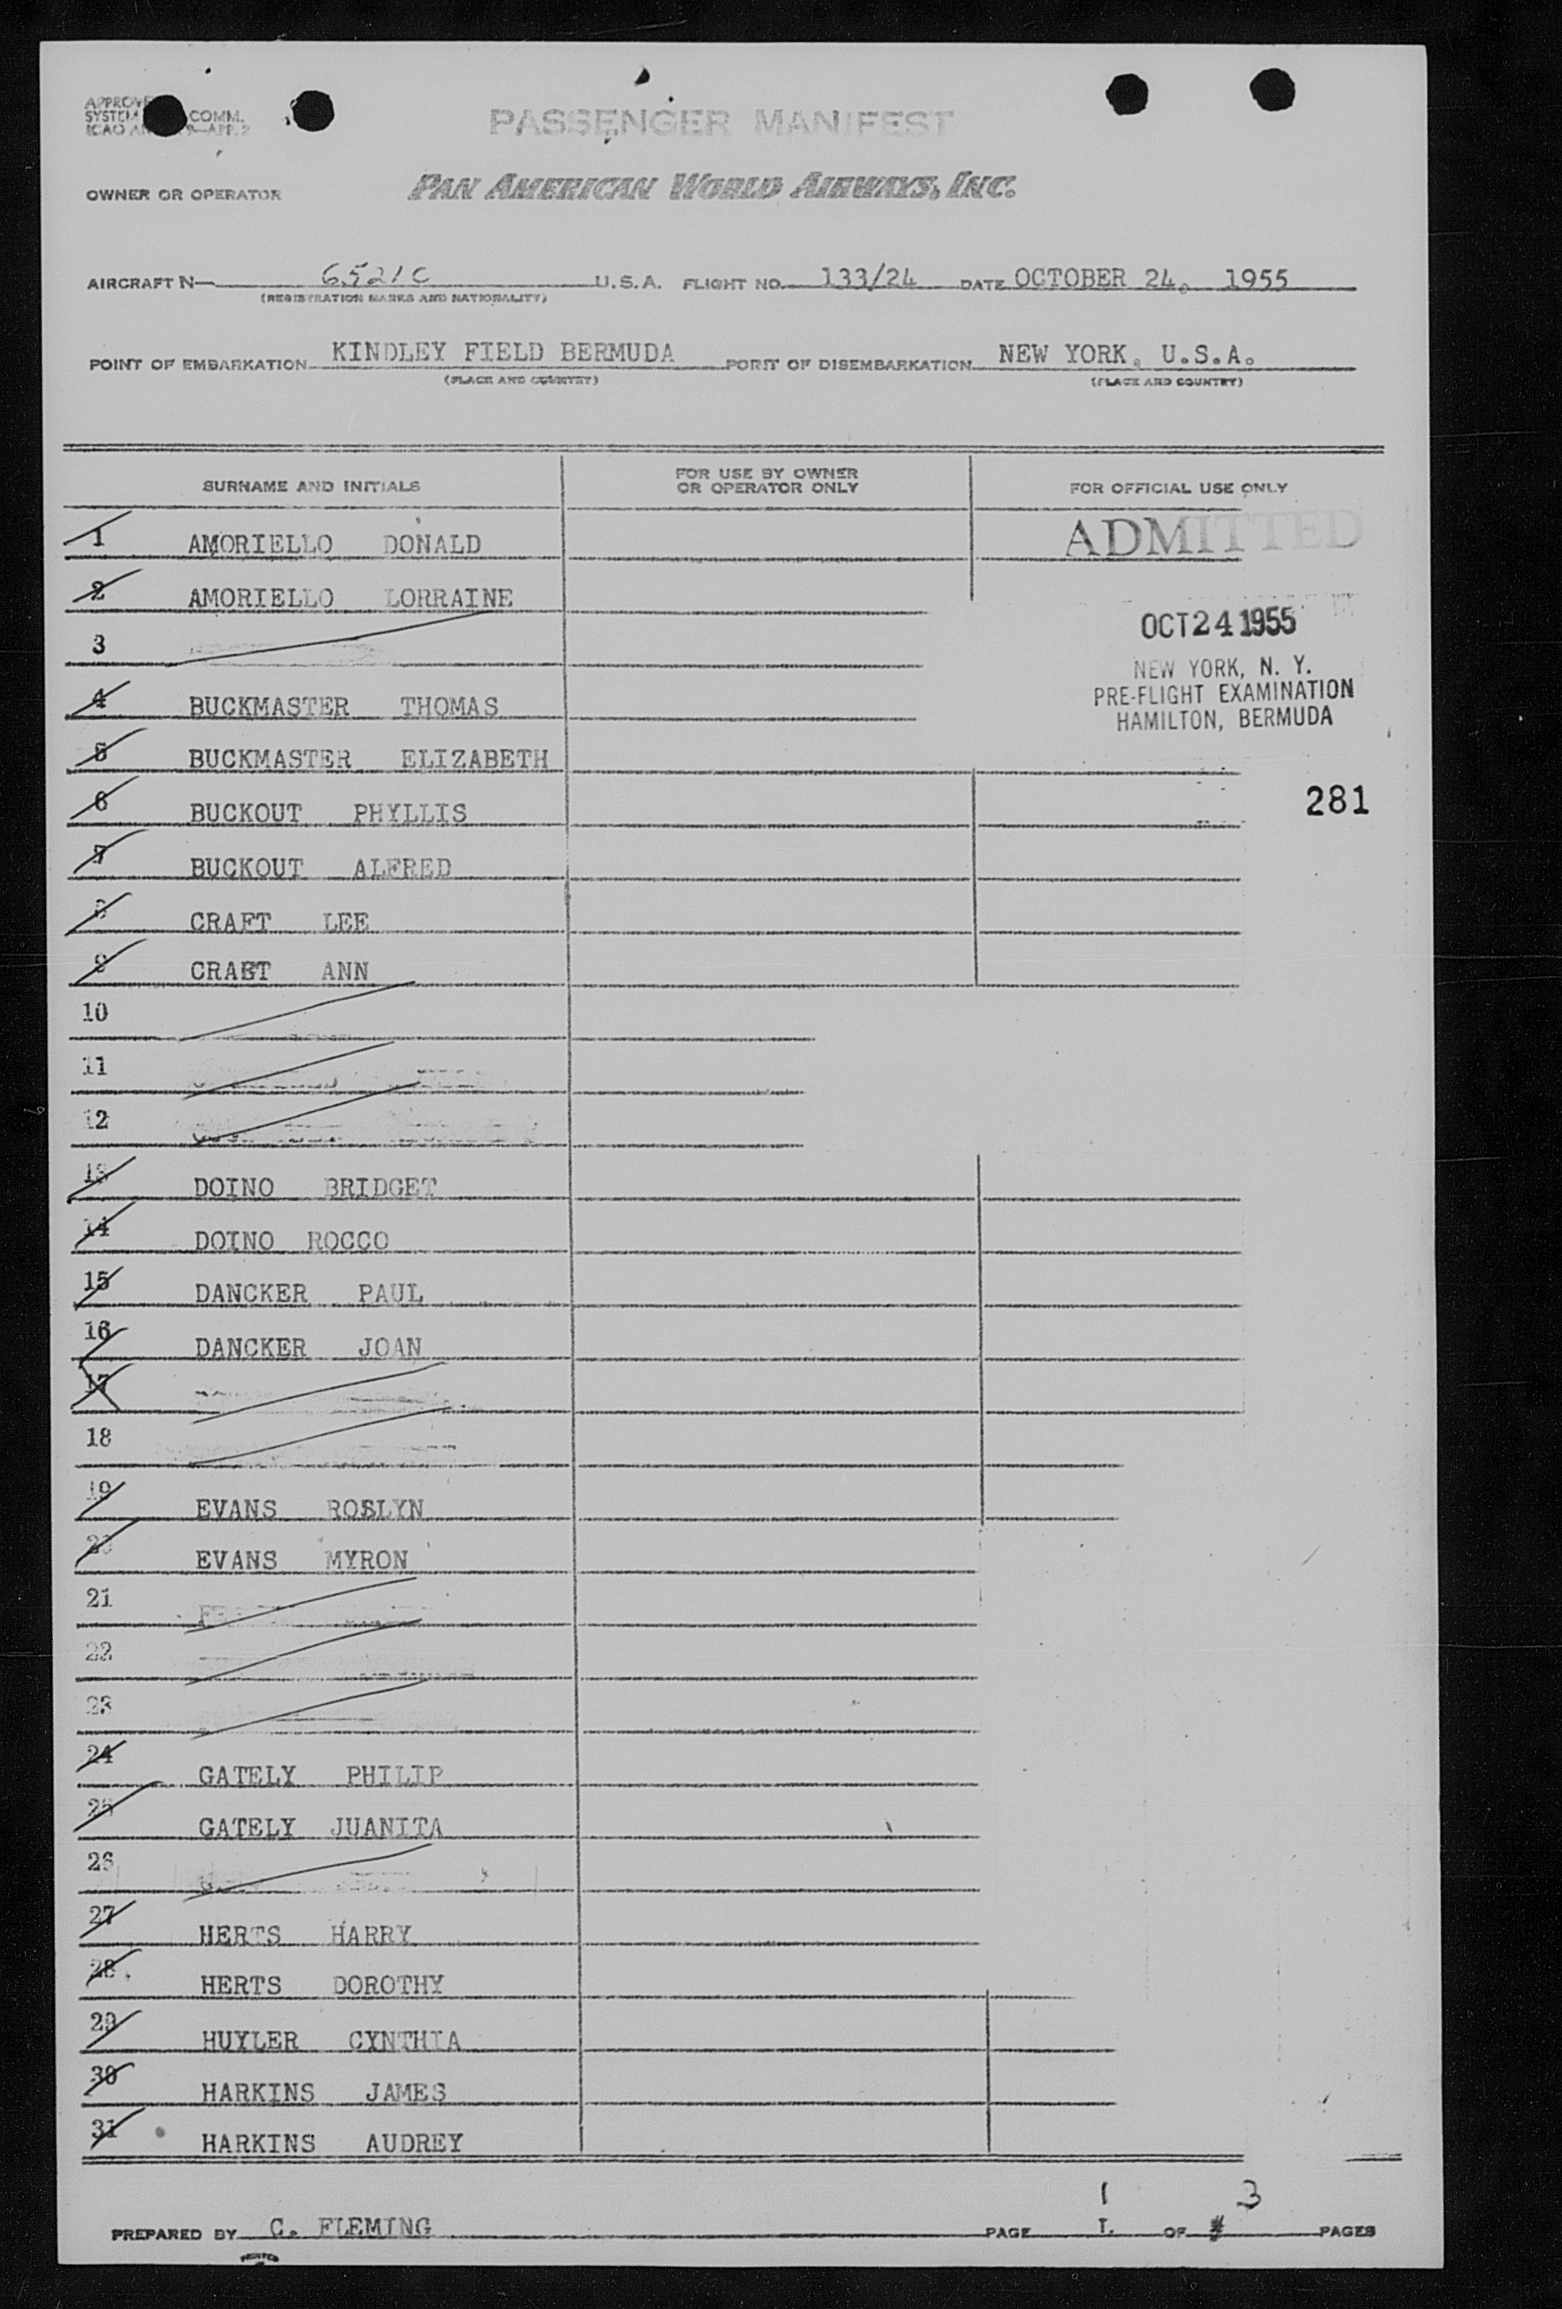 COMM.
PASSENGER MANIFEST
OWNER OR OPERATOR PAN AMERICAN WORLD AIRWAYS, INC.
AIRCRAFT N— 6521C U.S.A. FLIGHT NO. 133/24 DATE OCTOBER 24, 1955
(REGISTRATION MARKS AND NATIONALITY)
POINT OF EMBARKATION KINDLEY FIELD BERMUDA PORT OF DISEMBARKATION NEW YORK, U.S.A.
(PLACE AND COUNTRY) (PLACE AND COUNTRY)
SURNAME AND INITIALS FOR USE BY OWNER OR OPERATOR ONLY FOR OFFICIAL USE ONLY
1 AMORIELLO DONALD ADMITTED
2 AMORIELLO LORRAINE
OCT 24 1955
3
NEW YORK, N. Y.
PRE-FLIGHT EXAMINATION
HAMILTON, BERMUDA
4 BUCKMASTER THOMAS
5 BUCKMASTER ELIZABETH
281
6 BUCKOUT PHYLLIS
7 BUCKOUT ALFRED
8 CRAFT LEE
9 CRAFT ANN
10
11
12
13 DOINO BRIDGET
14 DOINO ROCCO
15 DANCKER PAUL
16 DANCKER JOAN
17
18
19 EVANS ROSLYN
20 EVANS MYRON
21
22
23
24 GATELY PHILIP
25 GATELY JUANITA
26
27 HERTS HARRY
28 HERTS DOROTHY
29 HUYLER CYNTHIA
30 HARKINS JAMES
31 HARKINS AUDREY
1 3
PREPARED BY C. FLEMING PAGE 1. OF PAGES